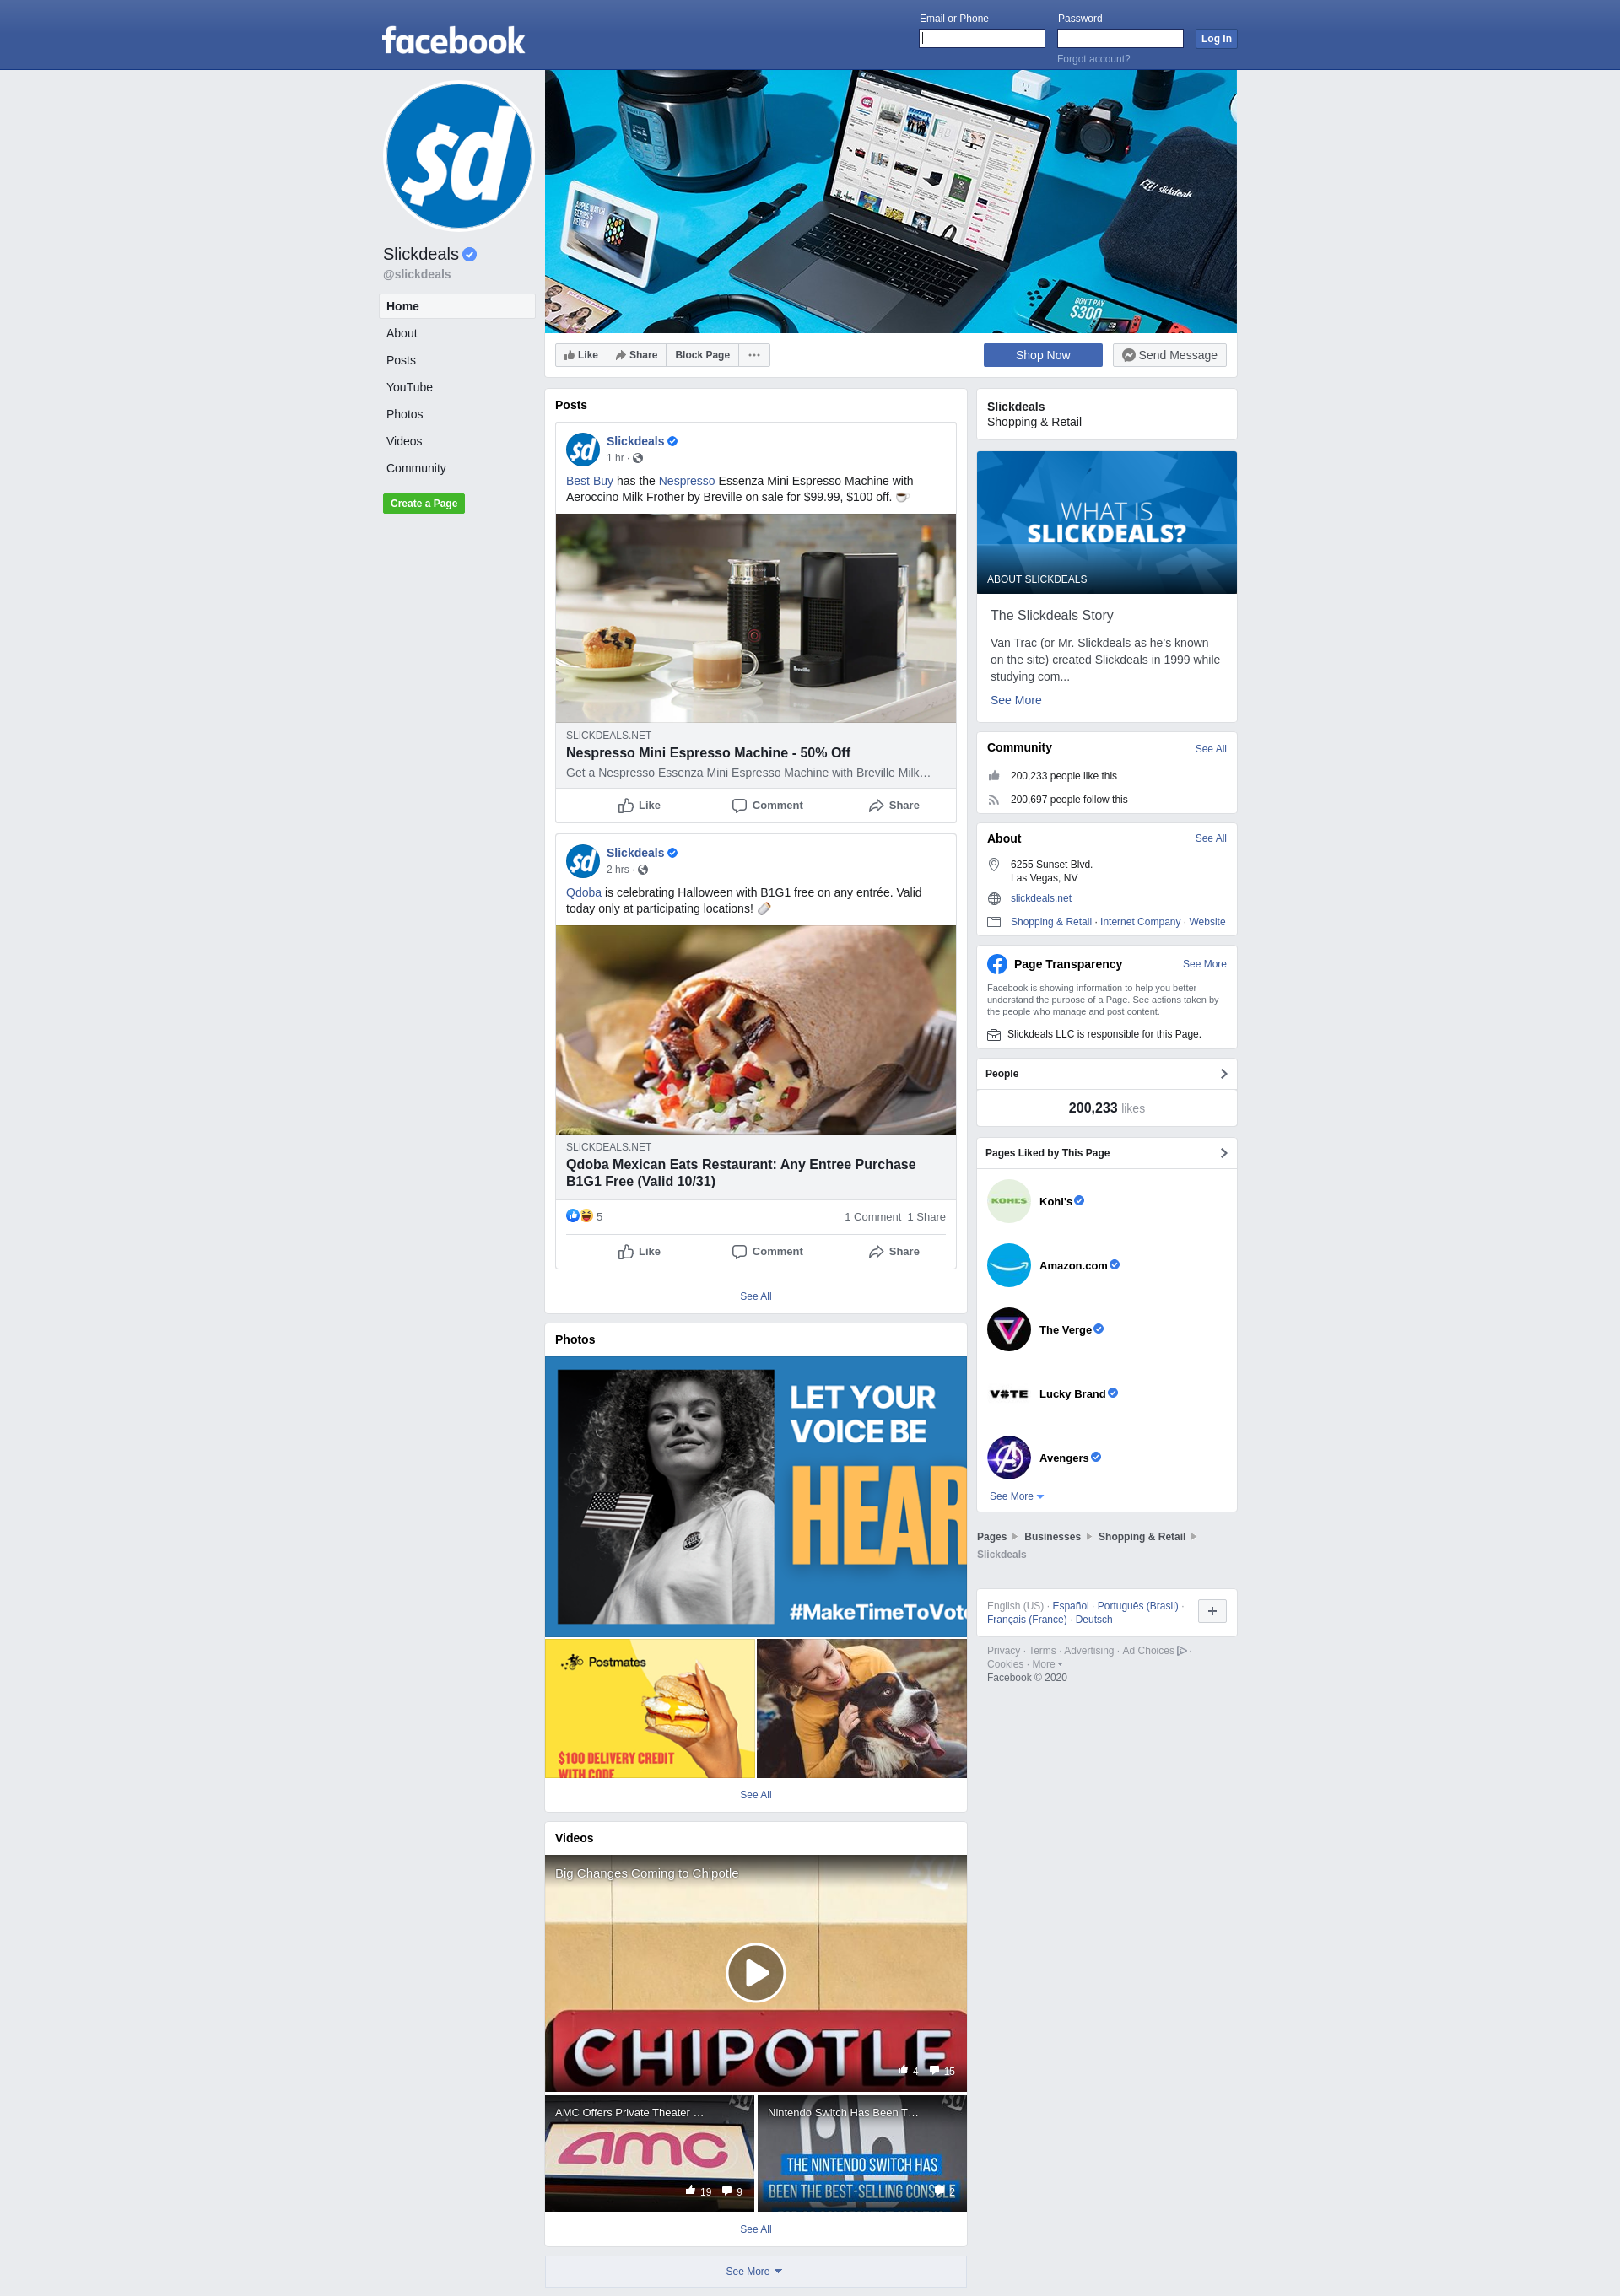 facebook
Email or Phone
Password
Log In
Forgot account?
$d
Slickdeals
@slickdeals
Home
About
Posts
YouTube
Photos
Videos
Community
Create a Page
APPLE WATCH
SERIES 5
REVIEW
slickdeals
DON'T PAY
$300
Like
Share
Block Page
Shop Now
Send Message
Posts
$d
Slickdeals
1 hr ·
Best Buy has the Nespresso Essenza Mini Espresso Machine with
Aeroccino Milk Frother by Breville on sale for $99.99, $100 off. ☕
Breville
SLICKDEALS.NET
Nespresso Mini Espresso Machine - 50% Off
Get a Nespresso Essenza Mini Espresso Machine with Breville Milk…
Like
Comment
Share
$d
Slickdeals
2 hrs ·
Qdoba is celebrating Halloween with B1G1 free on any entrée. Valid
today only at participating locations! 🌯
SLICKDEALS.NET
Qdoba Mexican Eats Restaurant: Any Entree Purchase
B1G1 Free (Valid 10/31)
5
1 Comment 1 Share
Like
Comment
Share
See All
Photos
LET YOUR
VOICE BE
HEAR
#MakeTimeToVote
Postmates
$100 DELIVERY CREDIT
WITH CODE
See All
Videos
Big Changes Coming to Chipotle
CHIPOTLE
4
15
AMC Offers Private Theater …
amc
19
9
Nintendo Switch Has Been T…
THE NINTENDO SWITCH HAS
BEEN THE BEST-SELLING CONSOLE
2
See All
See More
Slickdeals
Shopping & Retail
WHAT IS
SLICKDEALS?
ABOUT SLICKDEALS
The Slickdeals Story
Van Trac (or Mr. Slickdeals as he's known
on the site) created Slickdeals in 1999 while
studying com...
See More
Community
See All
200,233 people like this
200,697 people follow this
About
See All
6255 Sunset Blvd.
Las Vegas, NV
slickdeals.net
Shopping & Retail · Internet Company · Website
Page Transparency
See More
Facebook is showing information to help you better
understand the purpose of a Page. See actions taken by
the people who manage and post content.
Slickdeals LLC is responsible for this Page.
People
200,233 likes
Pages Liked by This Page
KOHL'S
Kohl's
Amazon.com
The Verge
V#TE
Lucky Brand
Avengers
See More
Pages
Businesses
Shopping & Retail
Slickdeals
English (US) · Español · Português (Brasil) ·
Français (France) · Deutsch
Privacy · Terms · Advertising · Ad Choices ·
Cookies · More
Facebook © 2020